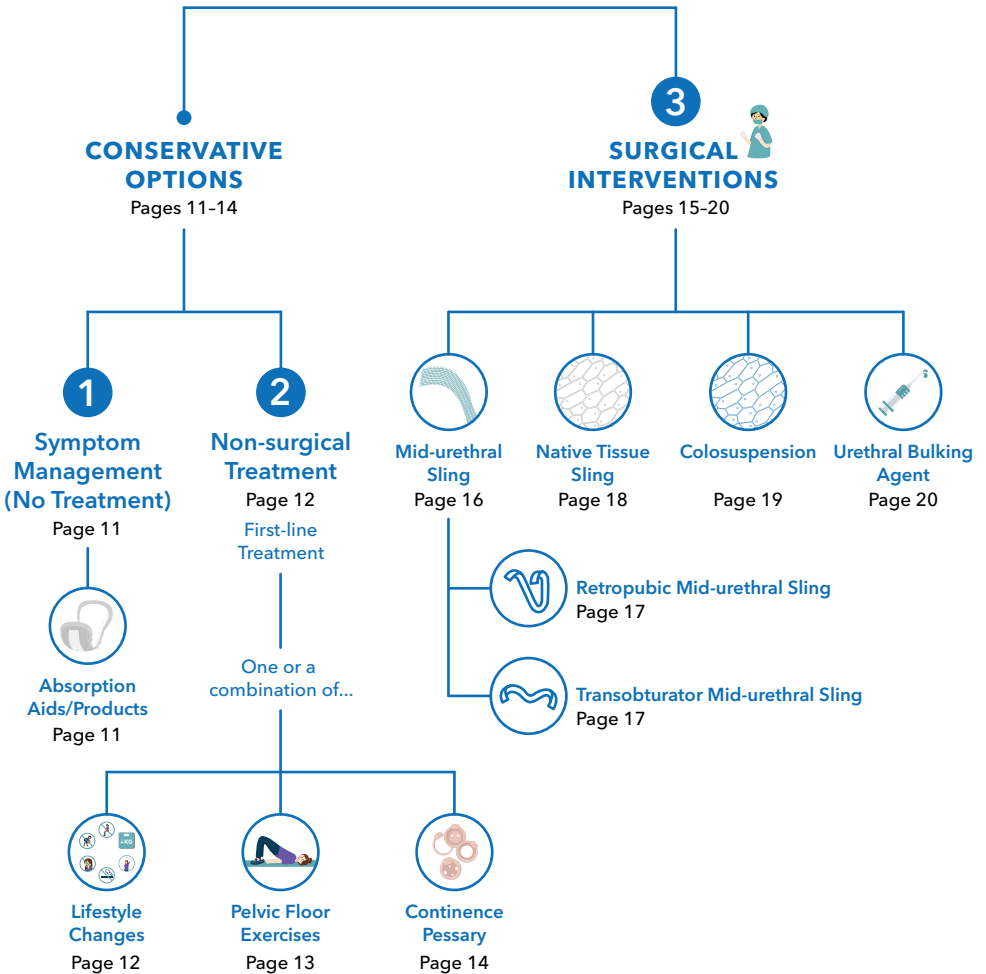 3
CONSERVATIVE
OPTIONS
Pages 11–14
SURGICAL
INTERVENTIONS
Pages 15–20
1
Symptom
Management
(No Treatment)
Page 11
Absorption
Aids/Products
Page 11
2
Non-surgical
Treatment
Page 12
First-line
Treatment
One or a
combination of...
Lifestyle
Changes
Page 12
Pelvic Floor
Exercises
Page 13
Continence
Pessary
Page 14
Mid-urethral
Sling
Page 16
Native Tissue
Sling
Page 18
Colosuspension
Page 19
Urethral Bulking
Agent
Page 20
Retropubic Mid-urethral Sling
Page 17
Transobturator Mid-urethral Sling
Page 17